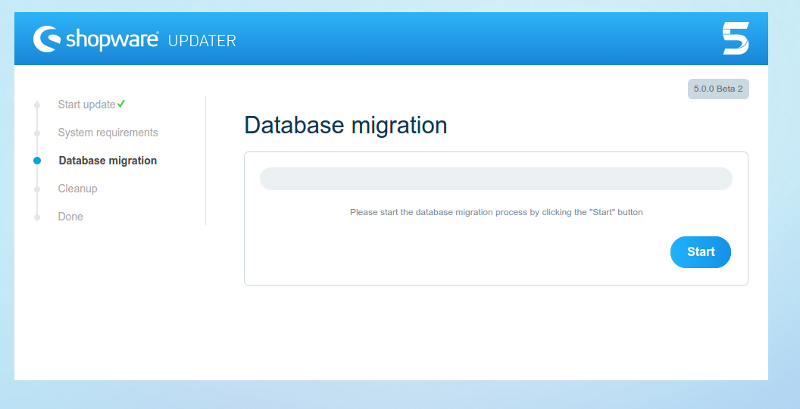 shopware UPDATER
5
5.0.0 Beta 2
Start update
System requirements
Database migration
Cleanup
Done
Database migration
Please start the database migration process by clicking the "Start" button
Start